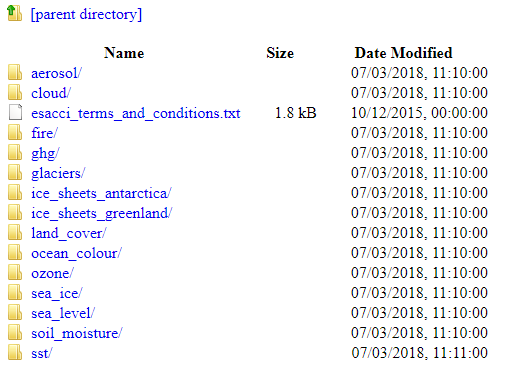 [parent directory]
Name Size Date Modified
aerosol/ 07/03/2018, 11:10:00
cloud/ 07/03/2018, 11:10:00
esacci_terms_and_conditions.txt 1.8 kB 10/12/2015, 00:00:00
fire/ 07/03/2018, 11:10:00
ghg/ 07/03/2018, 11:10:00
glaciers/ 07/03/2018, 11:10:00
ice_sheets_antarctica/ 07/03/2018, 11:10:00
ice_sheets_greenland/ 07/03/2018, 11:10:00
land_cover/ 07/03/2018, 11:10:00
ocean_colour/ 07/03/2018, 11:10:00
ozone/ 07/03/2018, 11:10:00
sea_ice/ 07/03/2018, 11:10:00
sea_level/ 07/03/2018, 11:10:00
soil_moisture/ 07/03/2018, 11:10:00
sst/ 07/03/2018, 11:11:00